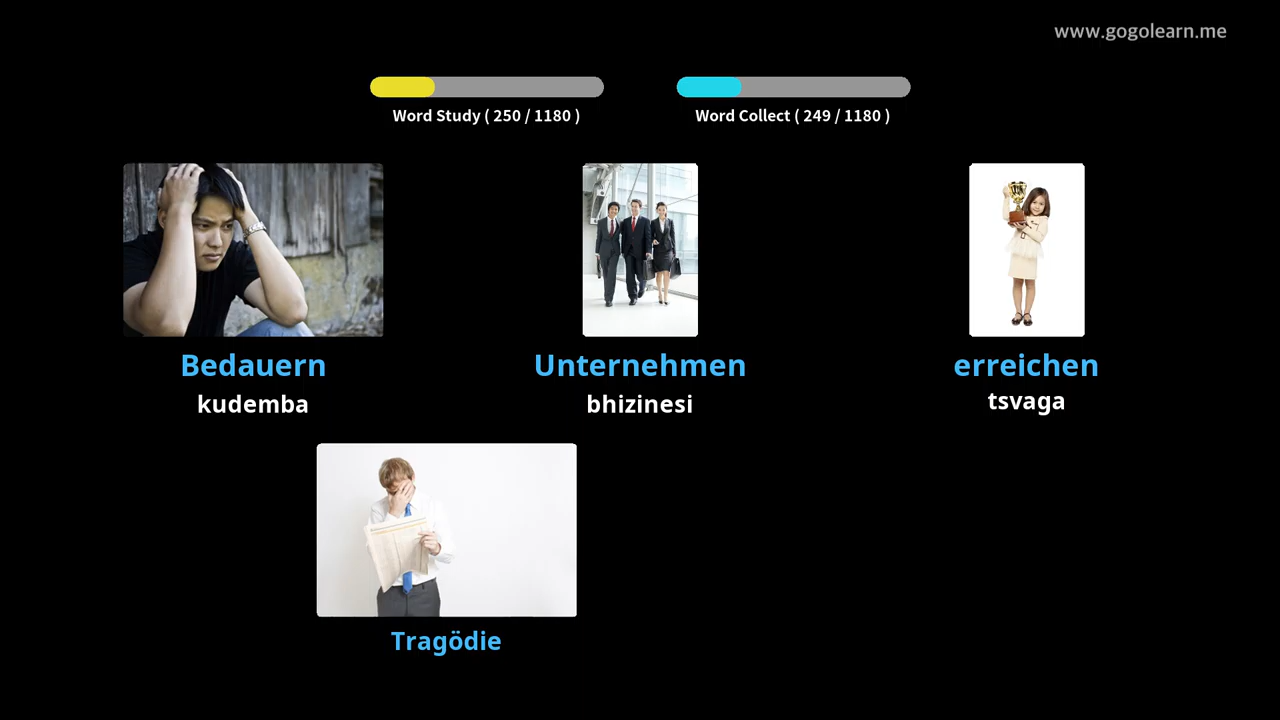 www.gogolearn.me
Word Study ( 250 / 1180 )
Word Collect ( 249 / 1180 )
Bedauern
kudemba
Unternehmen
bhizinesi
erreichen
tsvaga
Tragödie